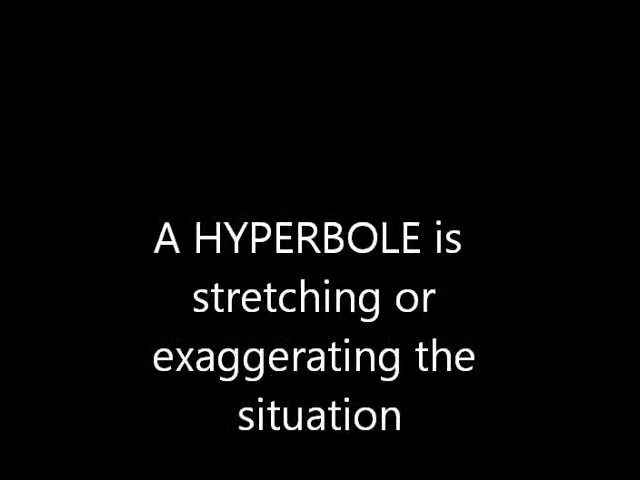 A HYPERBOLE is
stretching or
exaggerating the
situation